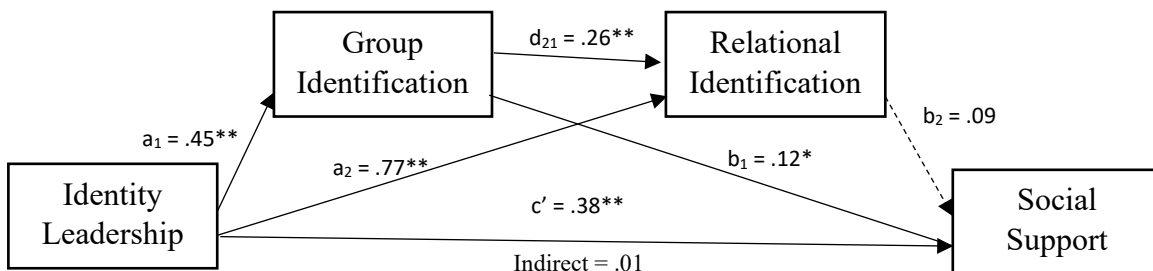 Group
Identification
d₂₁ = .26**
Relational
Identification
a₁ = .45**
a₂ = .77**
b₁ = .12*
b₂ = .09
Identity
Leadership
c’ = .38**
Social
Support
Indirect = .01